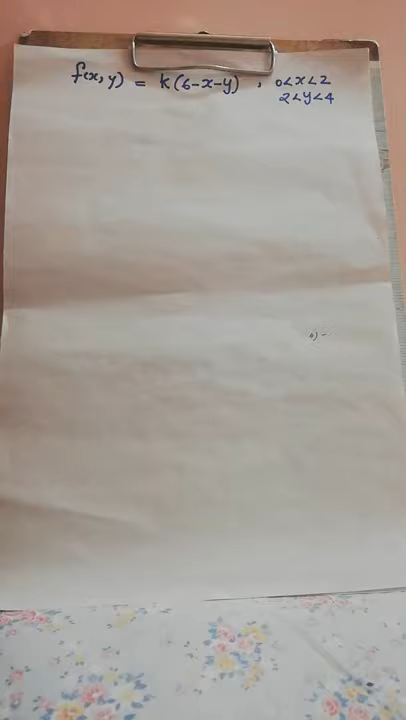 f(x,y) = k(6-x-y) , 0<x<2
2<y<4